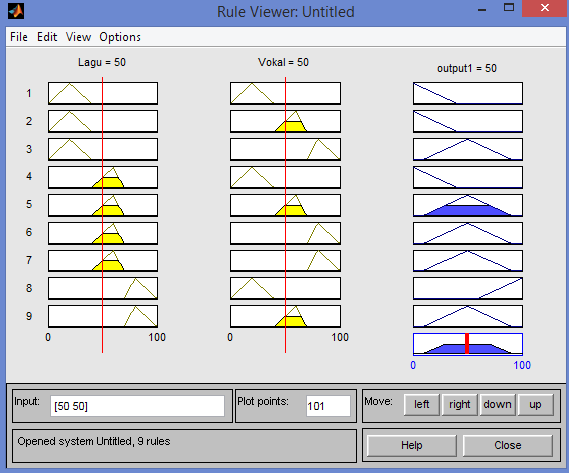 Rule Viewer: Untitled
File Edit View Options
Lagu = 50 Vokal = 50 output1 = 50
1
2
3
4
5
6
7
8
9
0 100 0 100
0 100
Input: [50 50] Plot points: 101 Move: left right down up
Opened system Untitled, 9 rules Help Close